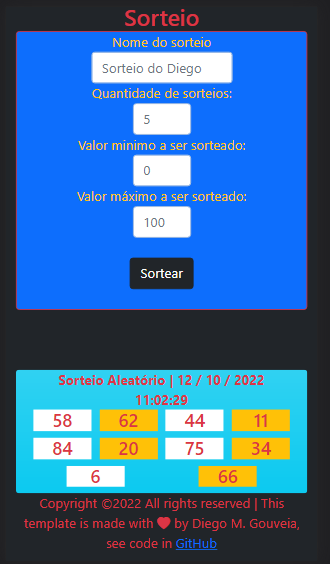 Sorteio
Nome do sorteio
Sorteio do Diego
Quantidade de sorteios:
5
Valor minimo a ser sorteado:
0
Valor máximo a ser sorteado:
100
Sortear
Sorteio Aleatório | 12 / 10 / 2022
11:02:29
58 62 44 11
84 20 75 34
6 66
Copyright ©2022 All rights reserved | This
template is made with ❤ by Diego M. Gouveia,
see code in GitHub